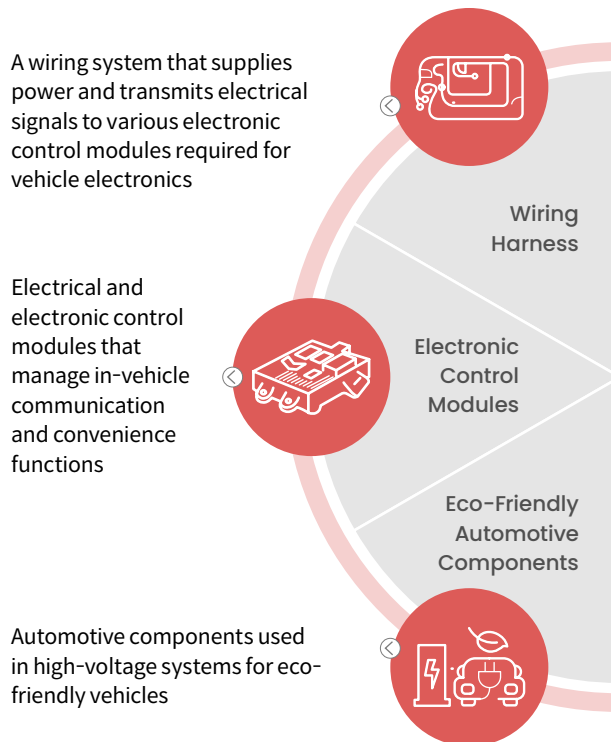 A wiring system that supplies
power and transmits electrical
signals to various electronic
control modules required for
vehicle electronics
Wiring
Harness
Electrical and
electronic control
modules that
manage in-vehicle
communication
and convenience
functions
Electronic
Control
Modules
Eco-Friendly
Automotive
Components
Automotive components used
in high-voltage systems for eco-
friendly vehicles